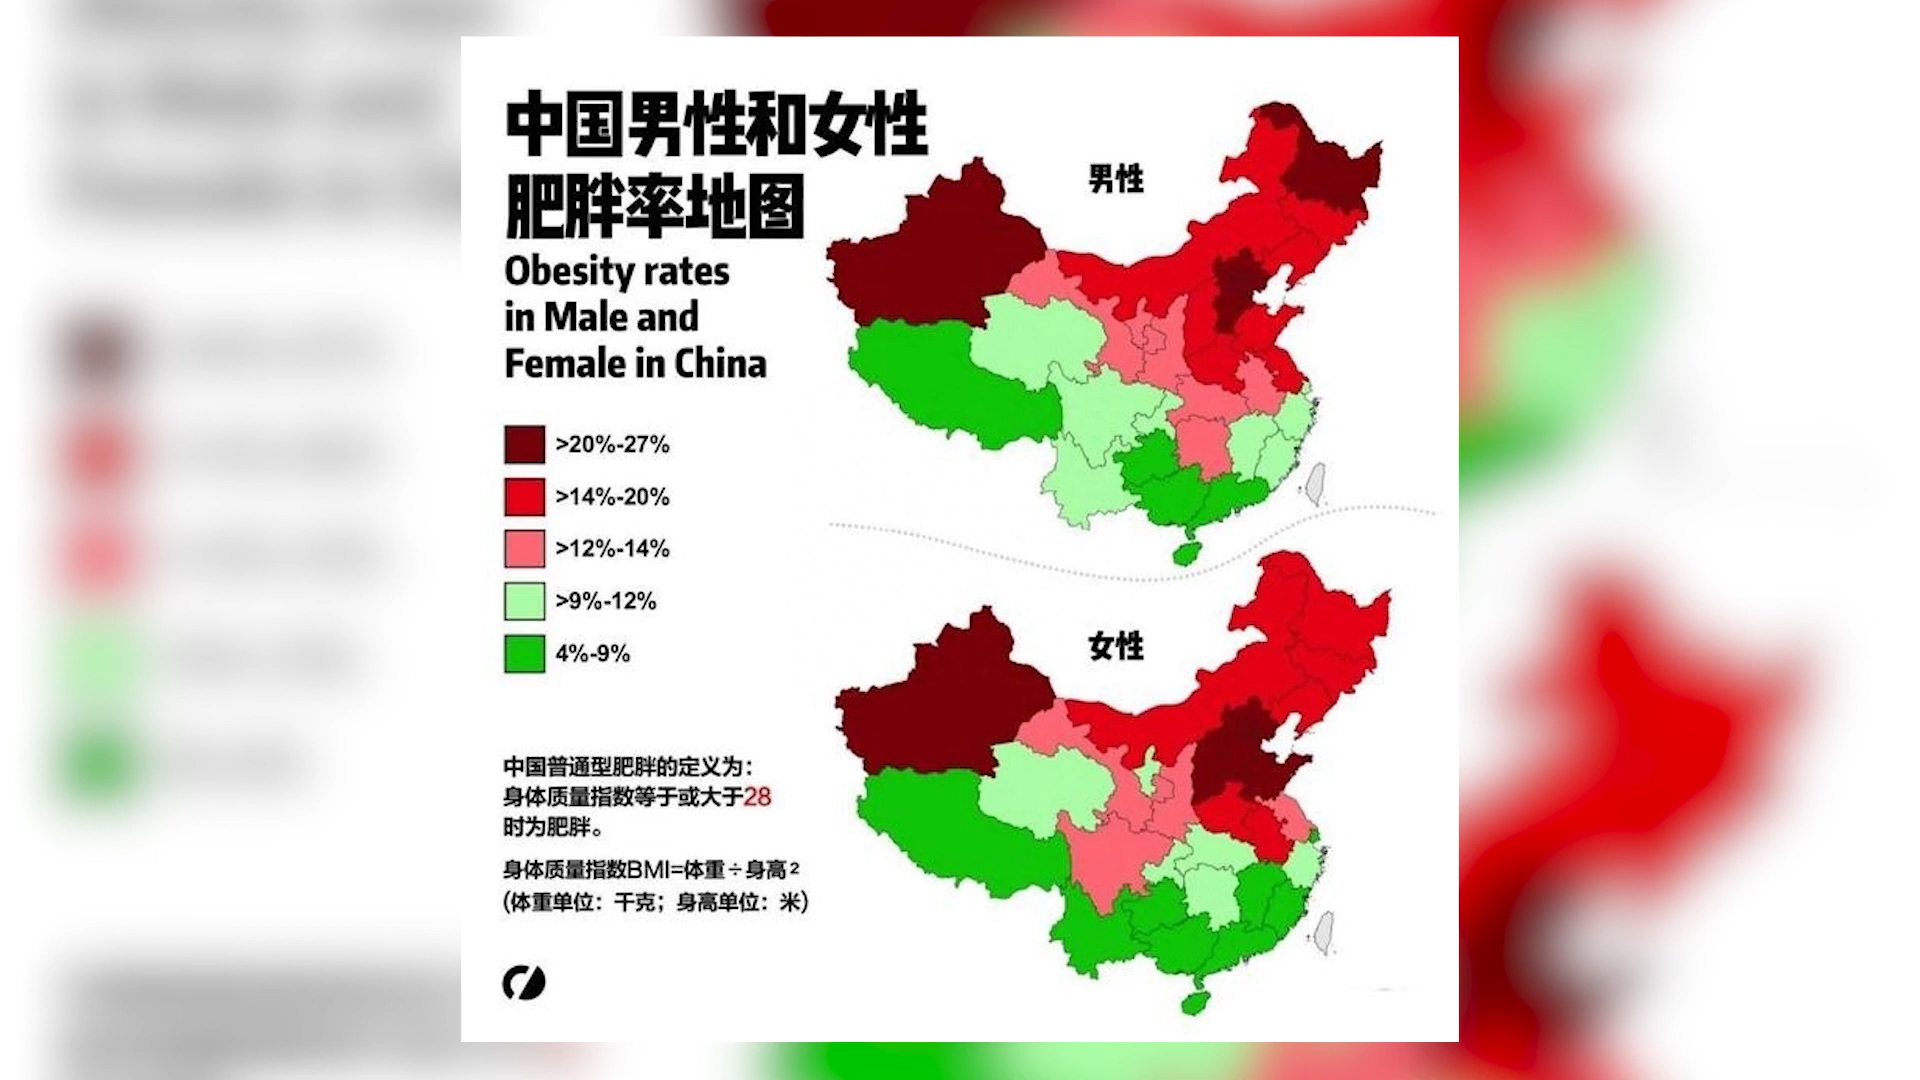 中国男性和女性
肥胖率地图
Obesity rates
in Male and
Female in China
男性
>20%-27%
>14%-20%
>12%-14%
>9%-12%
4%-9%
女性
中国普通型肥胖的定义为：
身体质量指数等于或大于28
时为肥胖。
身体质量指数BMI=体重÷身高²
(体重单位：千克；身高单位：米)